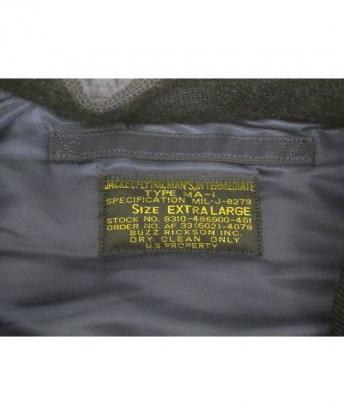 JACKET,FLYING, MAN'S, INTERMEDIATE
TYPE MA-1
SPECIFICATION MIL-J-8279
SIZE EXTRA LARGE
STOCK NO. 8310-485900-461
ORDER NO. AF 33(602)-4078
BUZZ RICKSON INC.
DRY CLEAN ONLY
U.S PROPERTY